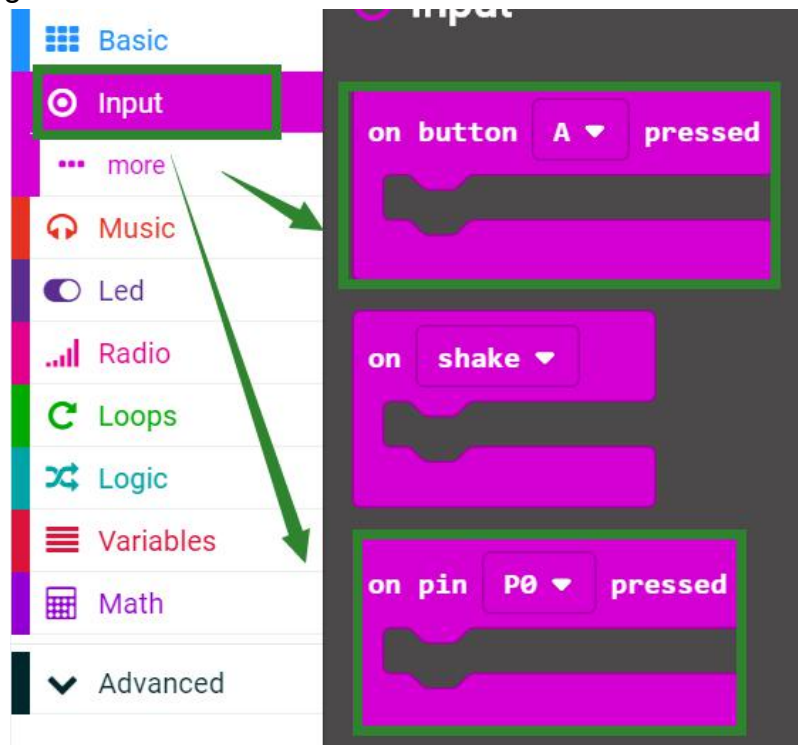 Basic
Input
more
Music
Led
Radio
Loops
Logic
Variables
Math
Advanced
Input
on button A pressed
on shake
on pin P0 pressed